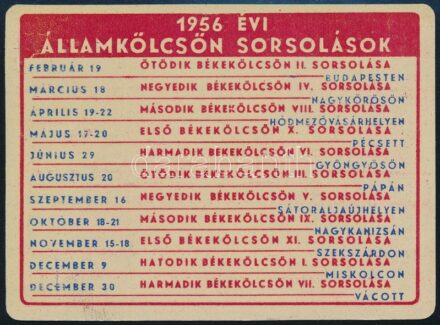 1956 ÉVI
ÁLLAMKÖLCSÖN SORSOLÁSOK
FEBRUÁR 19 ÖTÖDIK BÉKEKÖLCSÖN II. SORSOLÁSA
BUDAPESTEN
MÁRCIUS 18 NEGYEDIK BÉKEKÖLCSÖN IV. SORSOLÁSA
NAGYKŐRÖSÖN
ÁPRILIS 19-22 MÁSODIK BÉKEKÖLCSÖN VIII. SORSOLÁSA
HÓDMEZŐVÁSÁRHELYEN
MÁJUS 17-20 ELSŐ BÉKEKÖLCSÖN X. SORSOLÁSA
PÉCSETT
JÚNIUS 29 HARMADIK BÉKEKÖLCSÖN VI. SORSOLÁSA
GYÖNGYÖSÖN
AUGUSZTUS 20 ÖTÖDIK BÉKEKÖLCSÖN III. SORSOLÁSA
PÁPÁN
SZEPTEMBER 16 NEGYEDIK BÉKEKÖLCSÖN V. SORSOLÁSA
SÁTORALJAÚJHELYEN
OKTÓBER 18-21 MÁSODIK BÉKEKÖLCSÖN IX. SORSOLÁSA
NAGYKANIZSÁN
NOVEMBER 15-18 ELSŐ BÉKEKÖLCSÖN XI. SORSOLÁSA
SZEKSZÁRDON
DECEMBER 9 HATODIK BÉKEKÖLCSÖN I. SORSOLÁSA
MISKOLCON
DECEMBER 30 HARMADIK BÉKEKÖLCSÖN VII. SORSOLÁSA
VÁCOTT